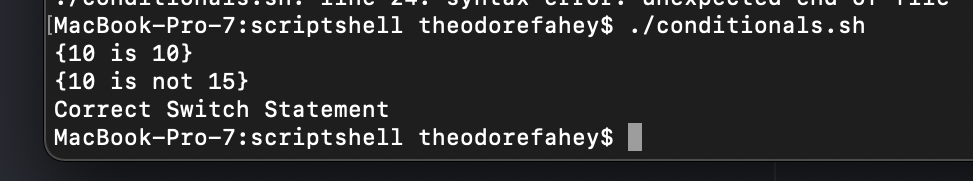 ./conditionals.sh: line 24: syntax error: unexpected end of file
[MacBook-Pro-7:scriptshell theodorefahey$ ./conditionals.sh
{10 is 10}
{10 is not 15}
Correct Switch Statement
MacBook-Pro-7:scriptshell theodorefahey$